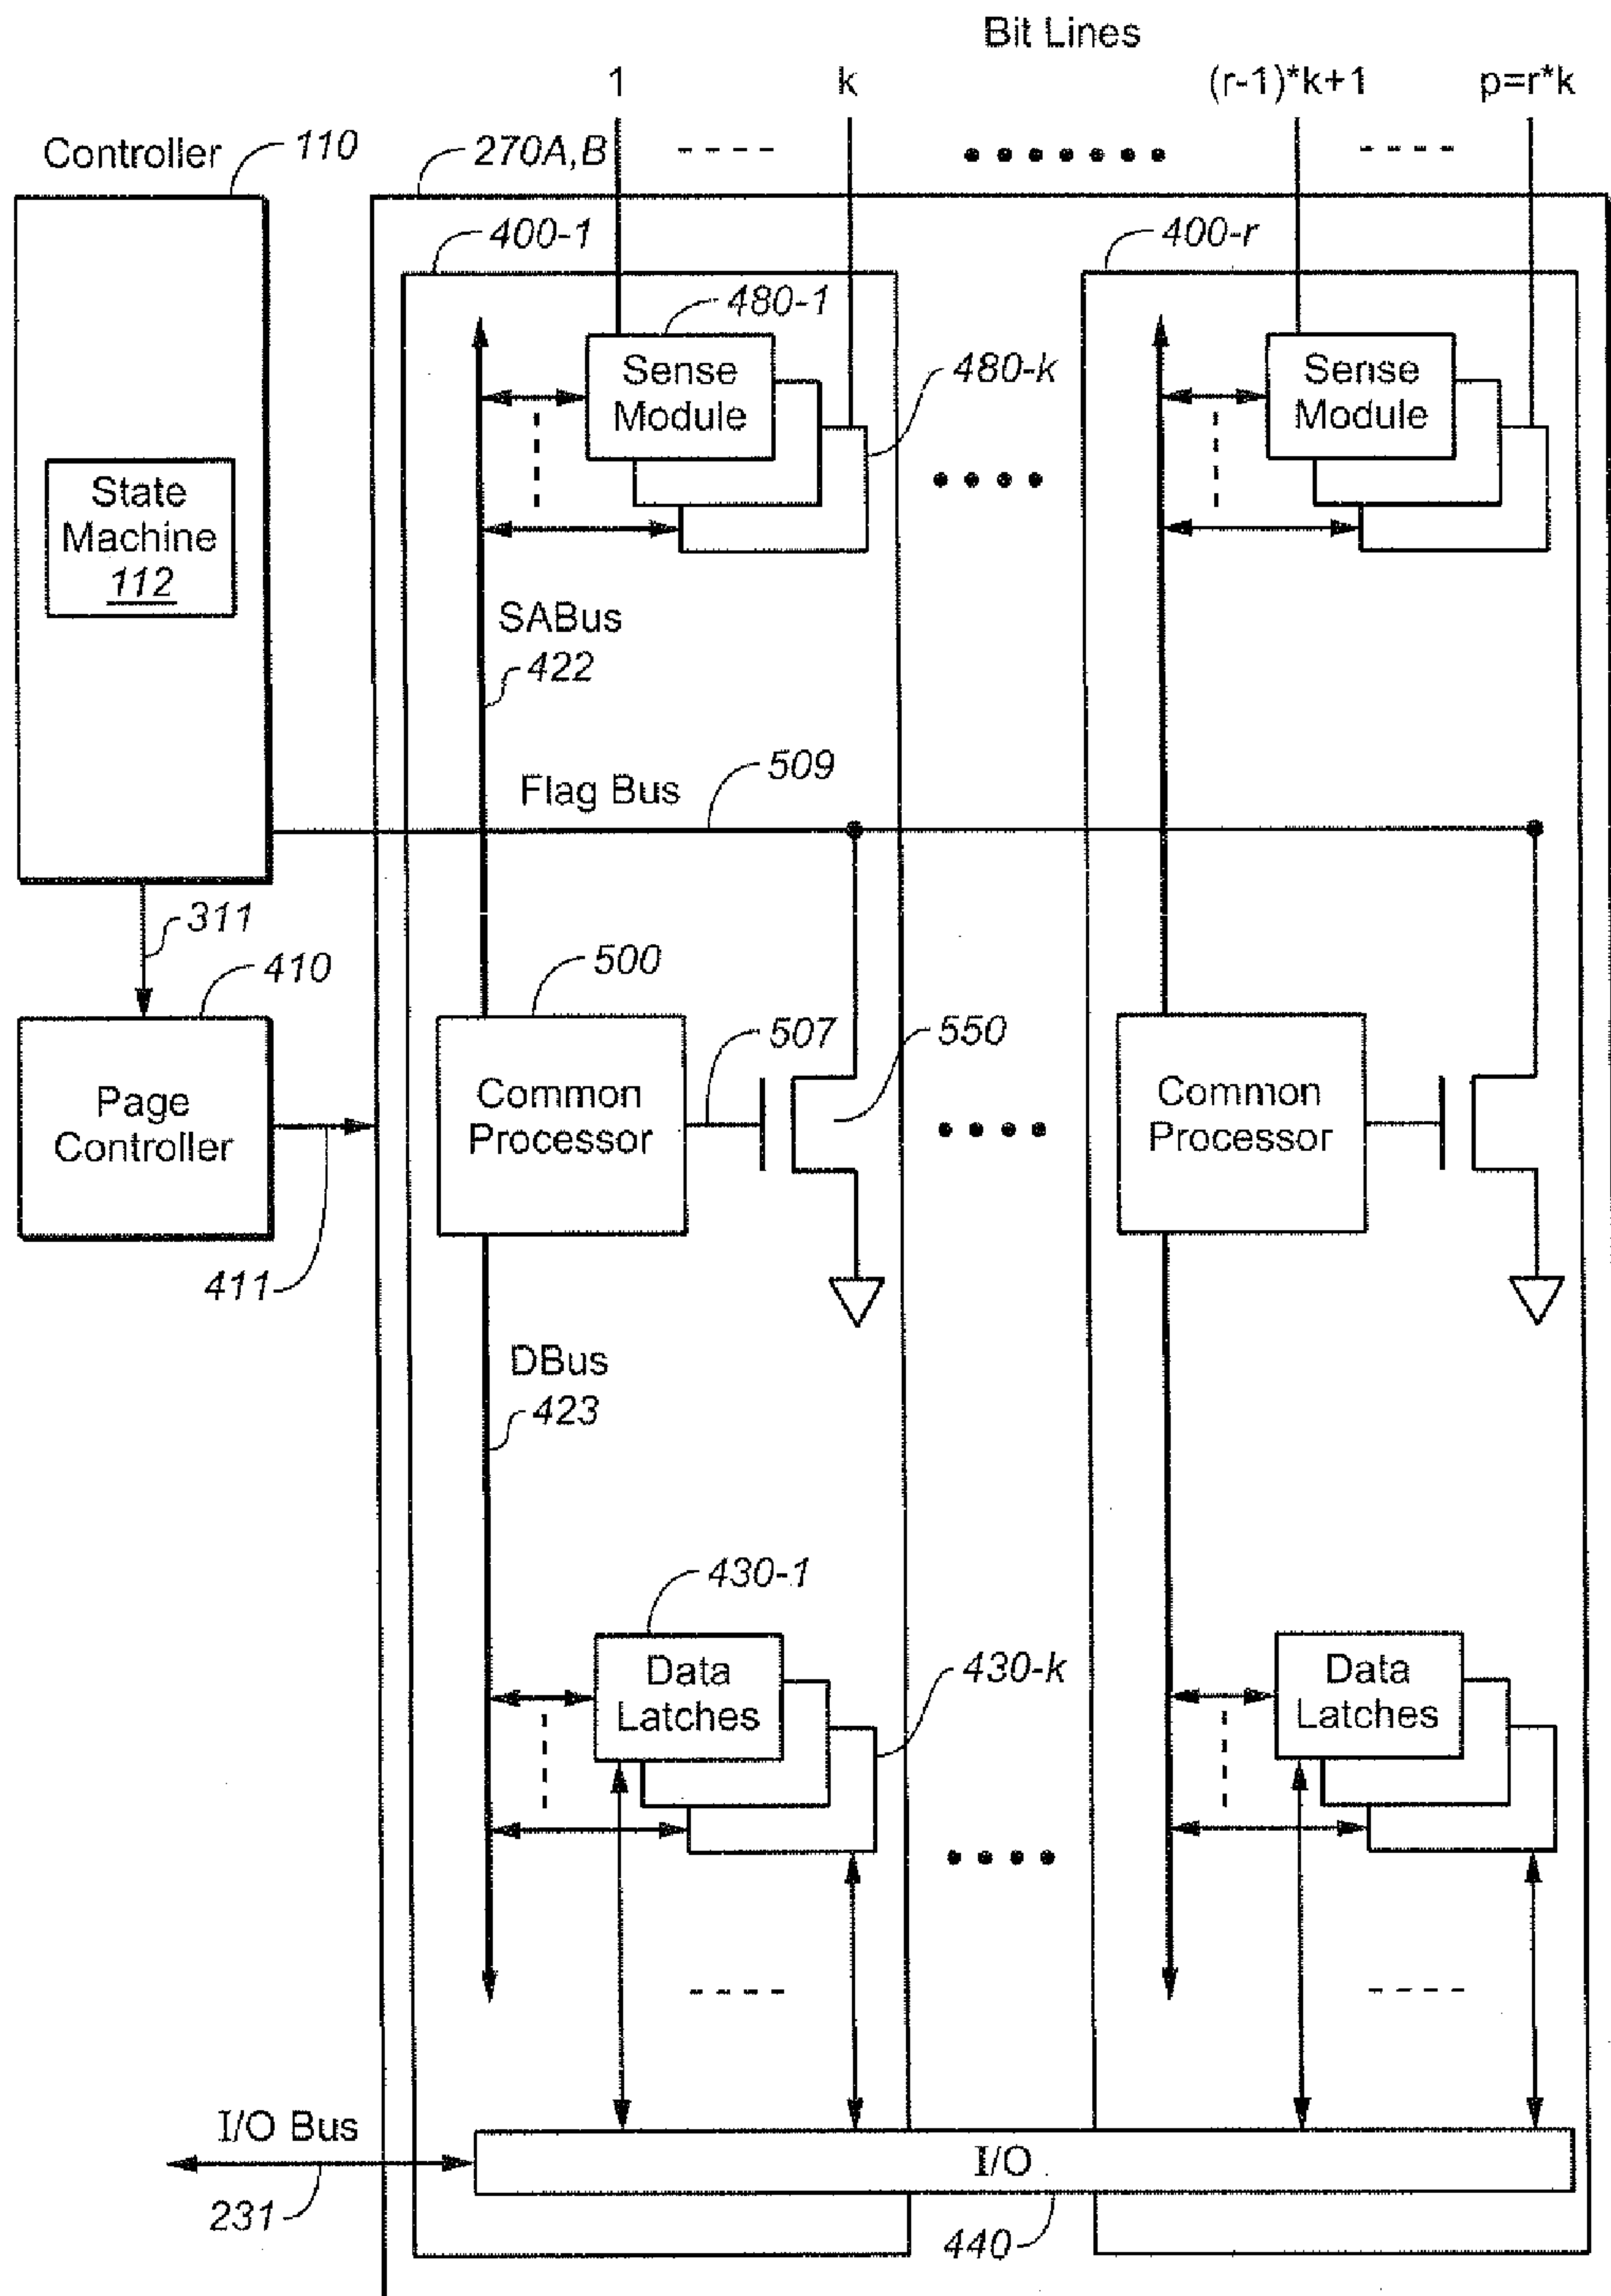 Bit Lines
1
k
(r-1)*k+1
p=r*k
Controller
110
270A,B
400-1
400-r
480-1
Sense
Module
480-k
Sense
Module
State
Machine
112
SABus
422
Flag Bus
509
311
410
500
507
550
Page
Controller
Common
Processor
Common
Processor
411
DBus
423
430-1
Data
Latches
430-k
Data
Latches
I/O Bus
231
I/O
440